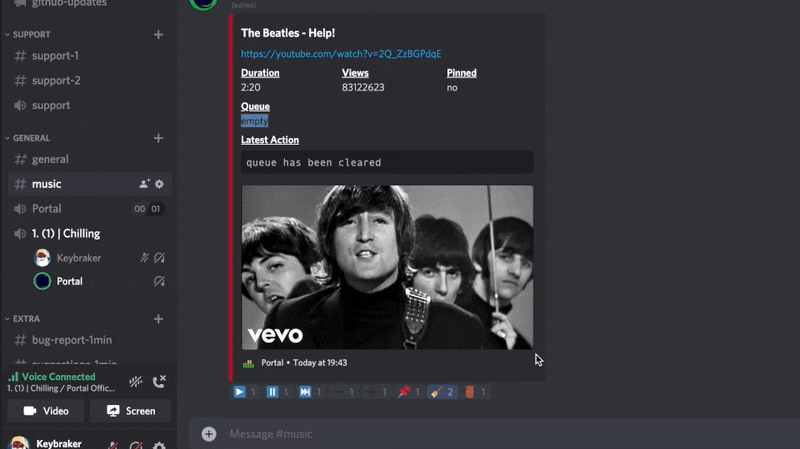 github-updates
SUPPORT
support-1
support-2
support
GENERAL
general
music
Portal
00 01
1. (1) | Chilling
Keybraker
Portal
EXTRA
bug-report-1min
suggestions-1min
Voice Connected
1. (1) | Chilling / Portal Offic...
Video Screen
Keybraker
(edited)
The Beatles - Help!
https://youtube.com/watch?v=2Q_ZzBGPdqE
Duration Views Pinned
2:20 83122623 no
Queue
empty
Latest Action
queue has been cleared
vevo
Portal • Today at 19:43
1 1 1 1 1 1 2 1
Message #music